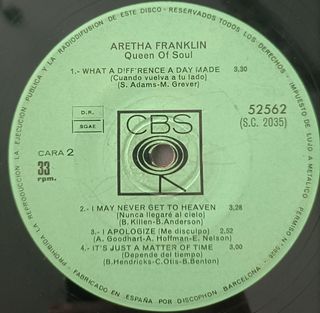 PROHIBIDA LA REPRODUCCION LA EJECUCION PUBLICA Y LA RADIODIFUSION DE ESTE DISCO - RESERVADOS TODOS LOS DERECHOS - IMPUESTO DE LUJO A METALICO PERMISO N.º
ARETHA FRANKLIN
Queen Of Soul
1.- WHAT A DIFF'RENCE A DAY MADE 3,30
(Cuando vuelva a tu lado)
(S. Adams-M. Grever)
D. R.
SGAE
52562
(S.C. 2035)
CBS
CARA 2
33
rpm.
2.- I MAY NEVER GET TO HEAVEN 3,28
(Nunca llegaré al cielo)
(B. Killen-B. Anderson)
3.- I APOLOGIZE (Me disculpo) 2,52
(A. Goodhart-A. Hoffman-E. Nelson)
4.- IT'S JUST A MATTER OF TIME 3,00
(Depende del tiempo)
(B. Hendricks-C. Otis-B. Benton)
FABRICADO EN ESPAÑA POR DISCOPHON BARCELONA